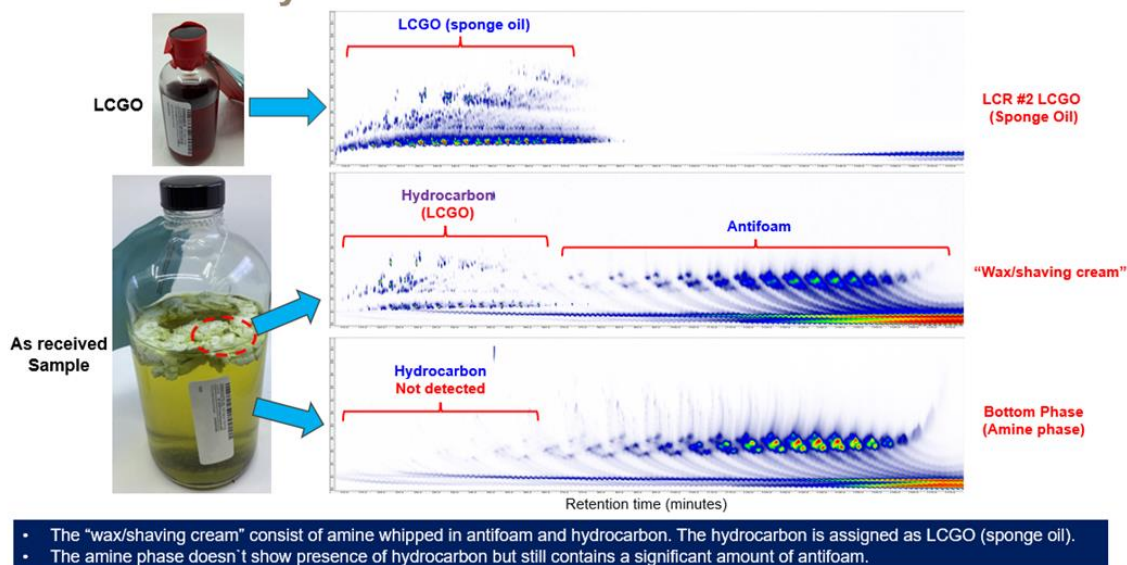 LCGO (sponge oil)
LCGO
LCR #2 LCGO
(Sponge Oil)
Hydrocarbon
(LCGO)
Antifoam
"Wax/shaving cream"
As received
Sample
Hydrocarbon
Not detected
Bottom Phase
(Amine phase)
Retention time (minutes)
• The "wax/shaving cream" consist of amine whipped in antifoam and hydrocarbon. The hydrocarbon is assigned as LCGO (sponge oil).
• The amine phase doesn`t show presence of hydrocarbon but still contains a significant amount of antifoam.